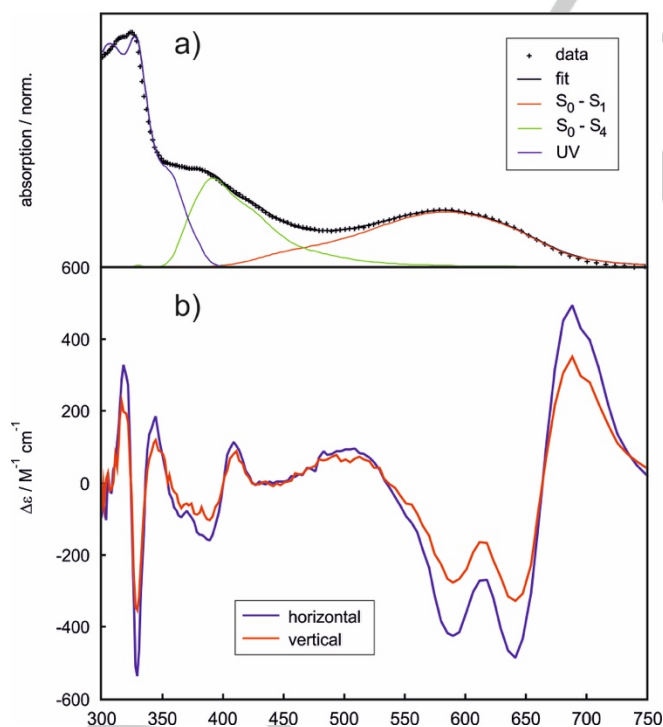 a)
data
fit
S₀ - S₁
S₀ - S₄
UV
absorption / norm.
600
b)
400
200
0
-200
-400
-600
Δε / M⁻¹ cm⁻¹
horizontal
vertical
300 350 400 450 500 550 600 650 700 750